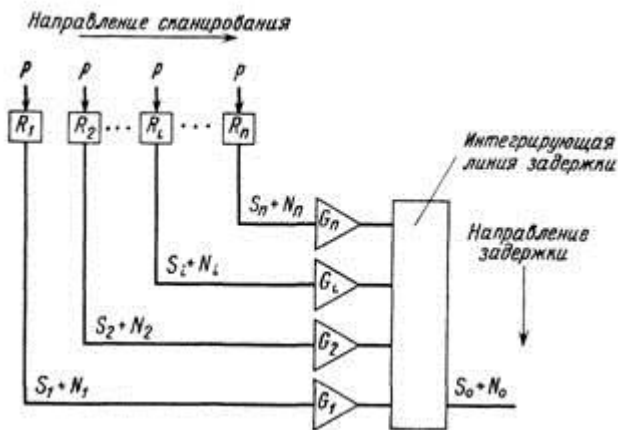 Направление сканирования
P P P P
R₁ R₂ ... Rᵢ ... Rₙ
Интегрирующая
линия задержки
Sₙ+Nₙ Gₙ
Направление
задержки
Sᵢ+Nᵢ Gᵢ
S₂+N₂ G₂
S₁+N₁ G₁
S₀+N₀